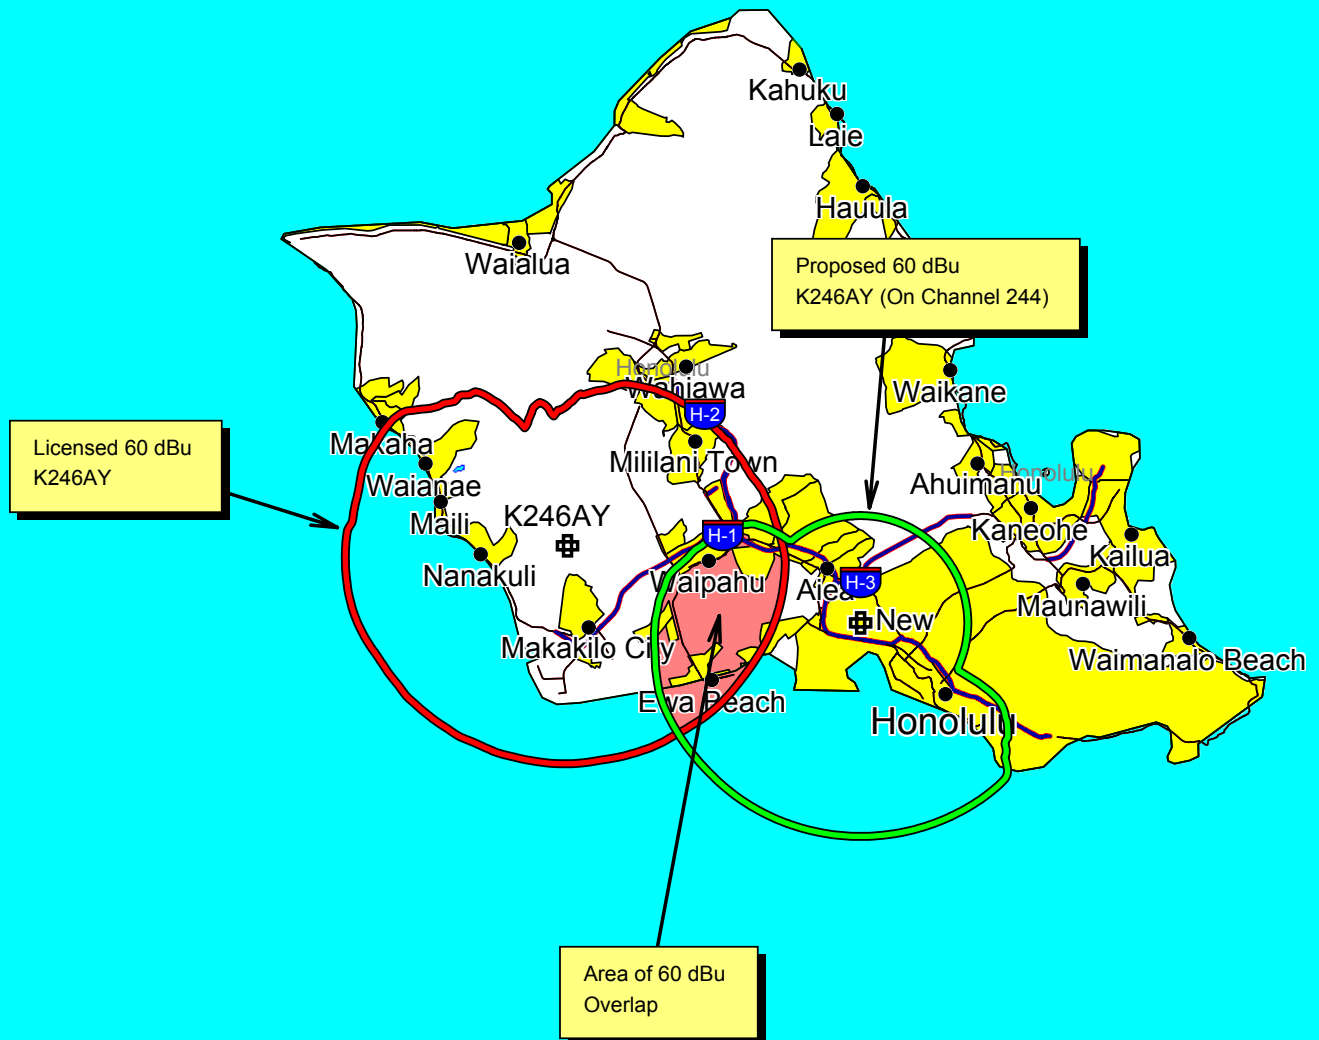 Kahuku
Laie
Hauula
Waialua
Proposed 60 dBu
K246AY (On Channel 244)
Honolulu
Wahiawa
Waikane
H-2
Licensed 60 dBu
K246AY
Makaha
Mililani Town
Waianae
Ahuimanu
Honolulu
Maili
K246AY
Kaneohe
H-1
Kailua
Nanakuli
Waipahu
Aiea
H-3
Maunawili
New
Makakilo City
Waimanalo Beach
Ewa Beach
Honolulu
Area of 60 dBu
Overlap